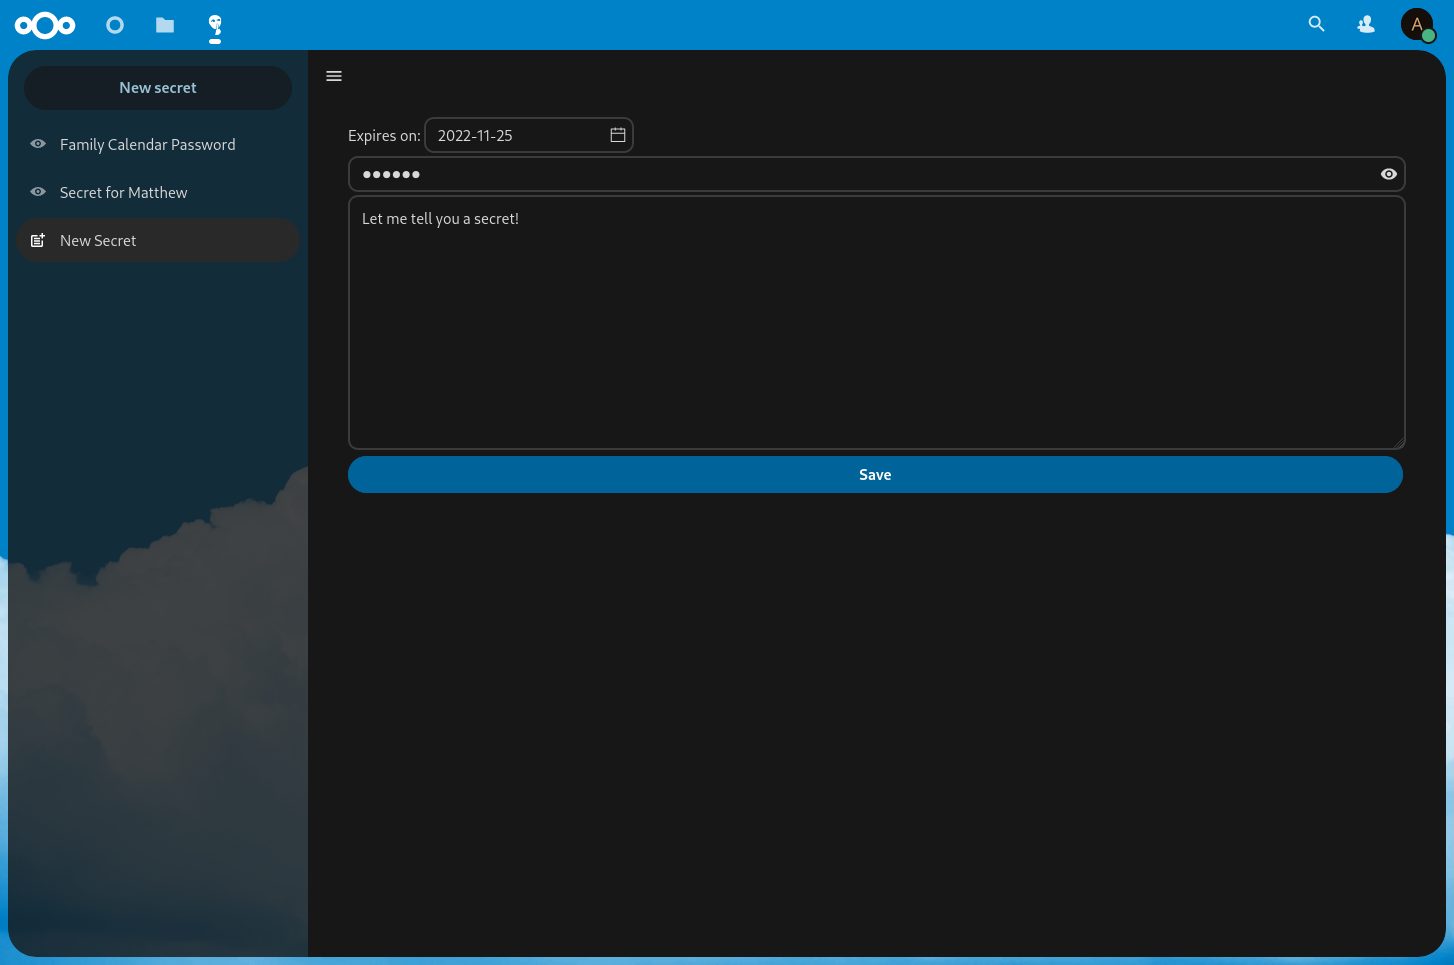 A
New secret
Family Calendar Password
Secret for Matthew
New Secret
Expires on: 2022-11-25
●●●●●●
Let me tell you a secret!
Save